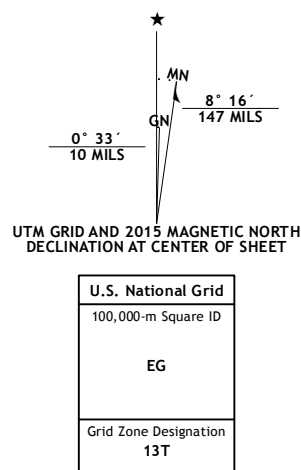 ★
MN
GN
8° 16´
147 MILS
0° 33´
10 MILS
UTM GRID AND 2015 MAGNETIC NORTH
DECLINATION AT CENTER OF SHEET
U.S. National Grid
100,000-m Square ID
EG
Grid Zone Designation
13T